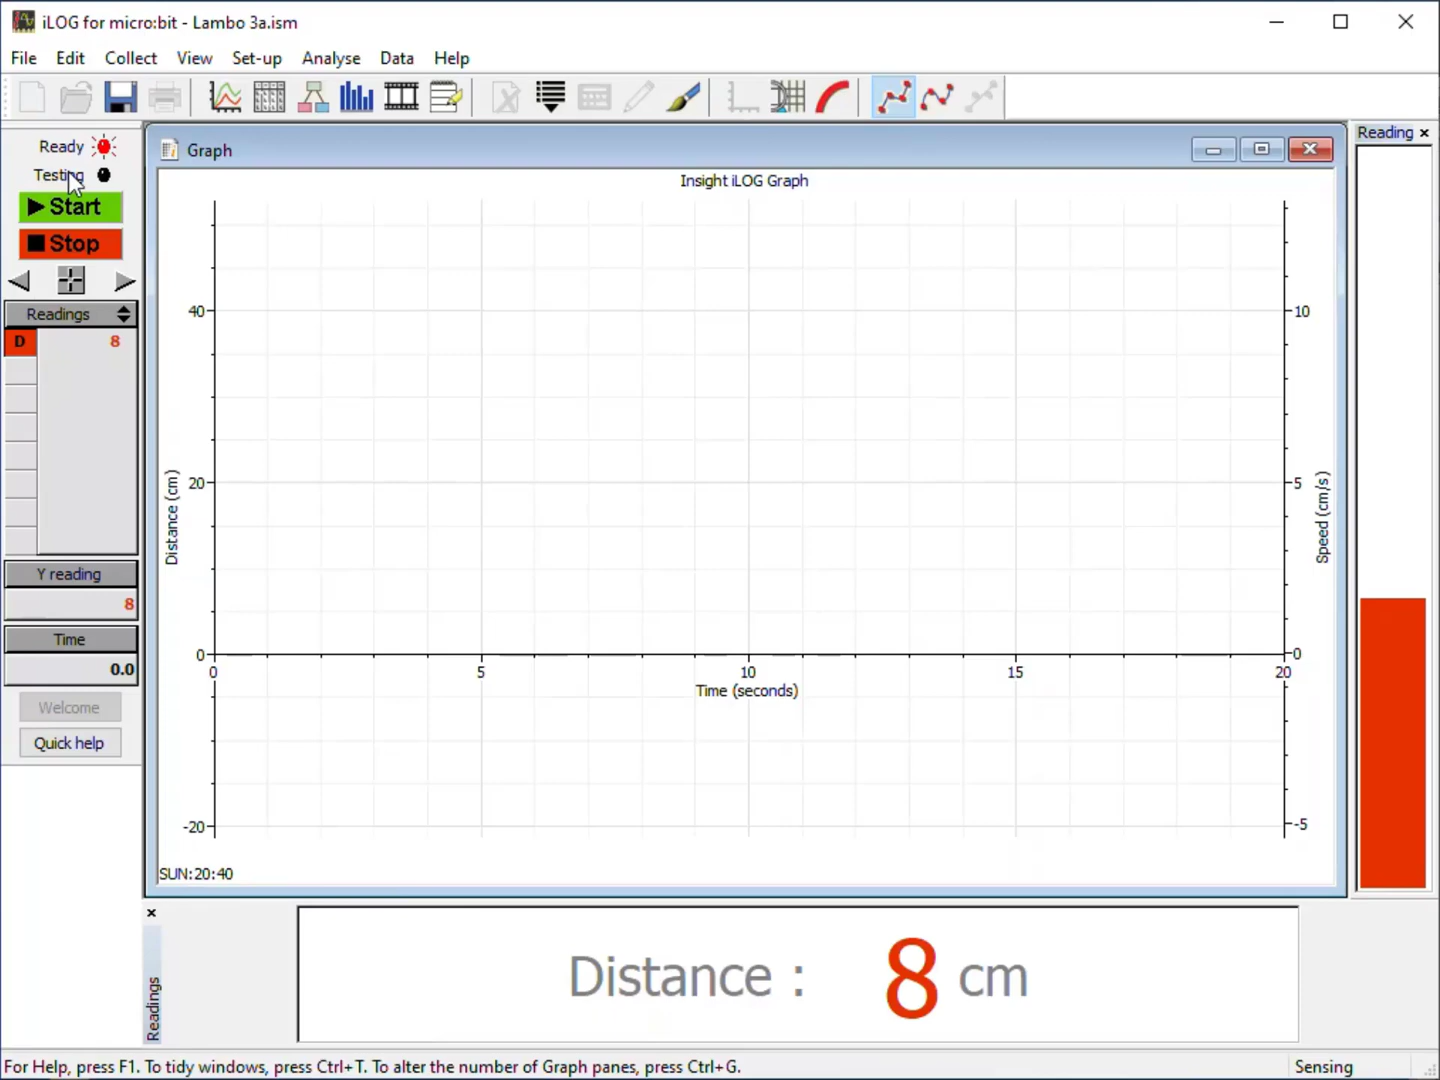 iLOG for micro:bit - Lambo 3a.ism
File Edit Collect View Set-up Analyse Data Help
Ready
Testing
Start
Stop
Readings
D 8
Y reading
8
Time
0.0
Welcome
Quick help
Graph
Insight iLOG Graph
40
20
0
-20
Distance (cm)
10
5
0
-5
Speed (cm/s)
0 5 10 15 20
Time (seconds)
SUN:20:40
Reading
Readings
Distance : 8 cm
For Help, press F1. To tidy windows, press Ctrl+T. To alter the number of Graph panes, press Ctrl+G.
Sensing